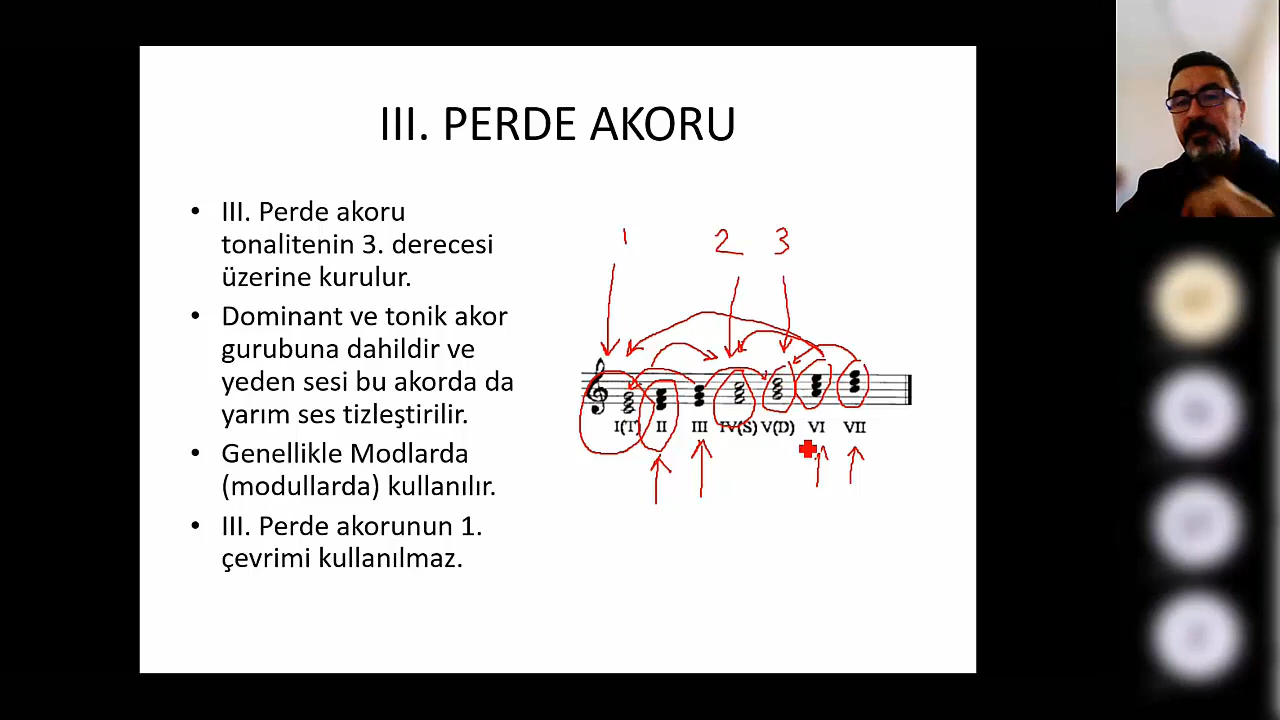 III. PERDE AKORU
• III. Perde akoru
tonalitenin 3. derecesi
üzerine kurulur.
• Dominant ve tonik akor
gurubuna dahildir ve
yeden sesi bu akorda da
yarım ses tizleştirilir.
• Genellikle Modlarda
(modullarda) kullanılır.
• III. Perde akorunun 1.
çevrimi kullanılmaz.
1 2 3
I(T) II III IV(S) V(D) VI VII